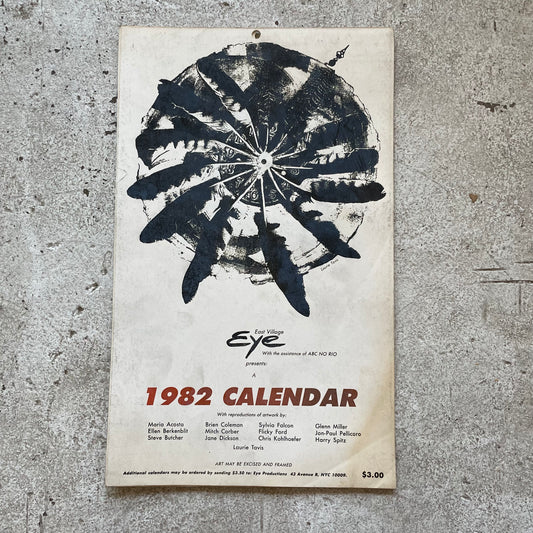 Laurie Tavis
East Village
Eye
With the assistance of ABC NO RIO
presents:
A
1982 CALENDAR
With reproductions of artwork by:
Maria Acosta Brien Coleman Sylvia Falcon Glenn Miller
Ellen Berkenblit Mitch Corber Flicky Ford Jon-Paul Pellicoro
Steve Butcher Jane Dickson Chris Kohlhoefer Harry Spitz
Laurie Tavis
ART MAY BE EXCISED AND FRAMED
Additional calendars may be ordered by sending $3.50 to: Eye Productions 43 Avenue B, NYC 10009. $3.00